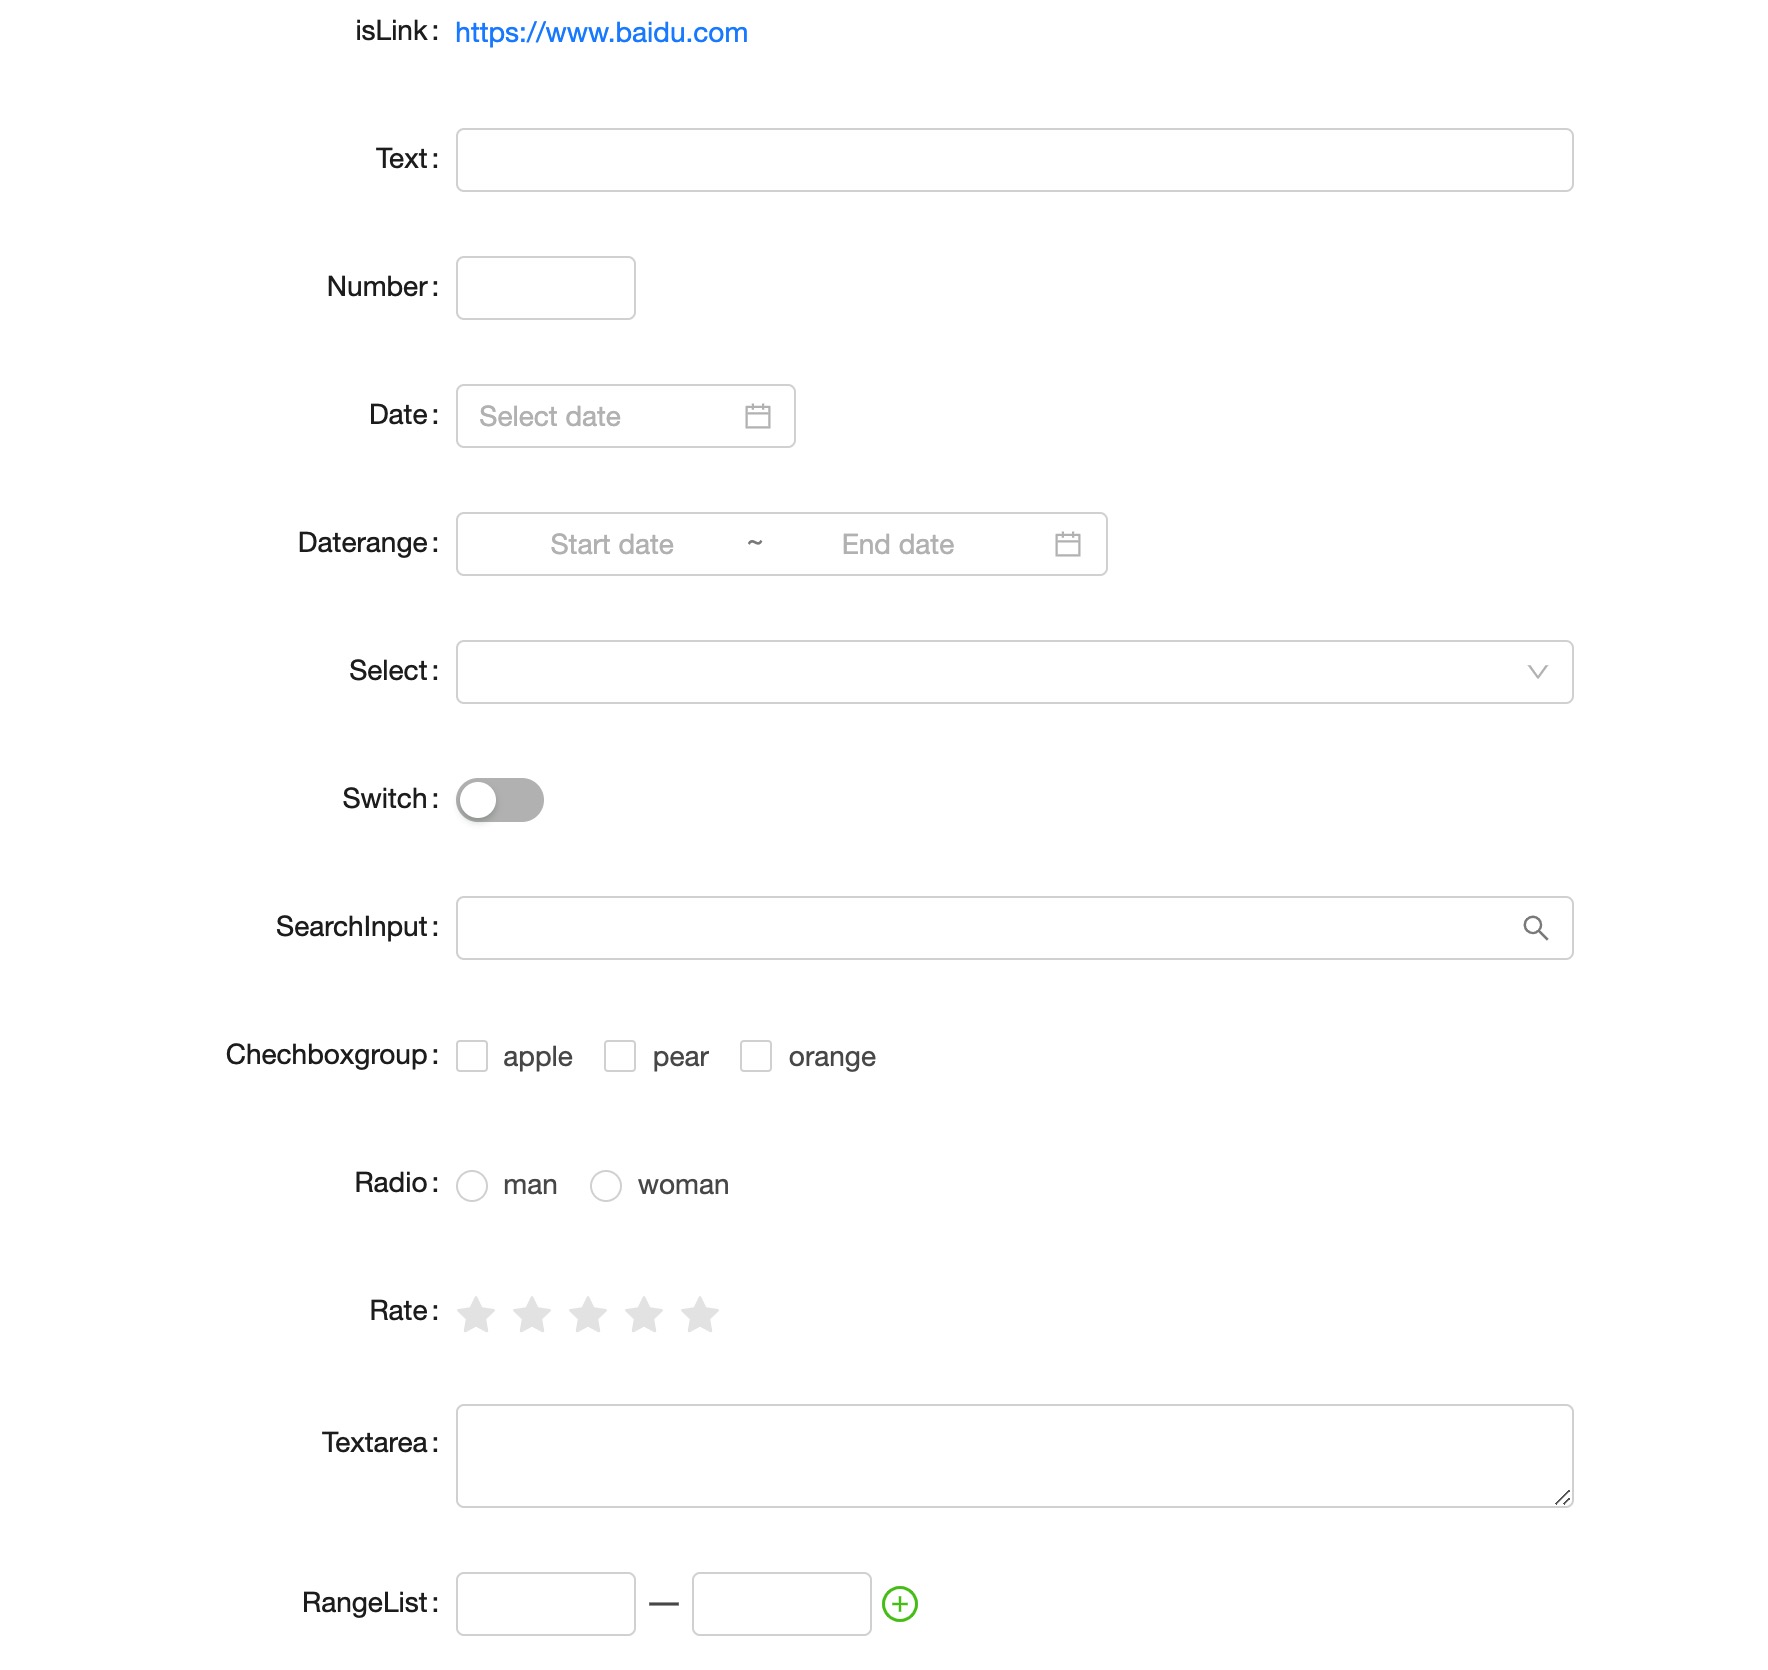 isLink: https://www.baidu.com
Text:
Number:
Date: Select date
Daterange: Start date ~ End date
Select:
Switch:
SearchInput:
Chechboxgroup: apple pear orange
Radio: man woman
Rate:
Textarea:
RangeList: —